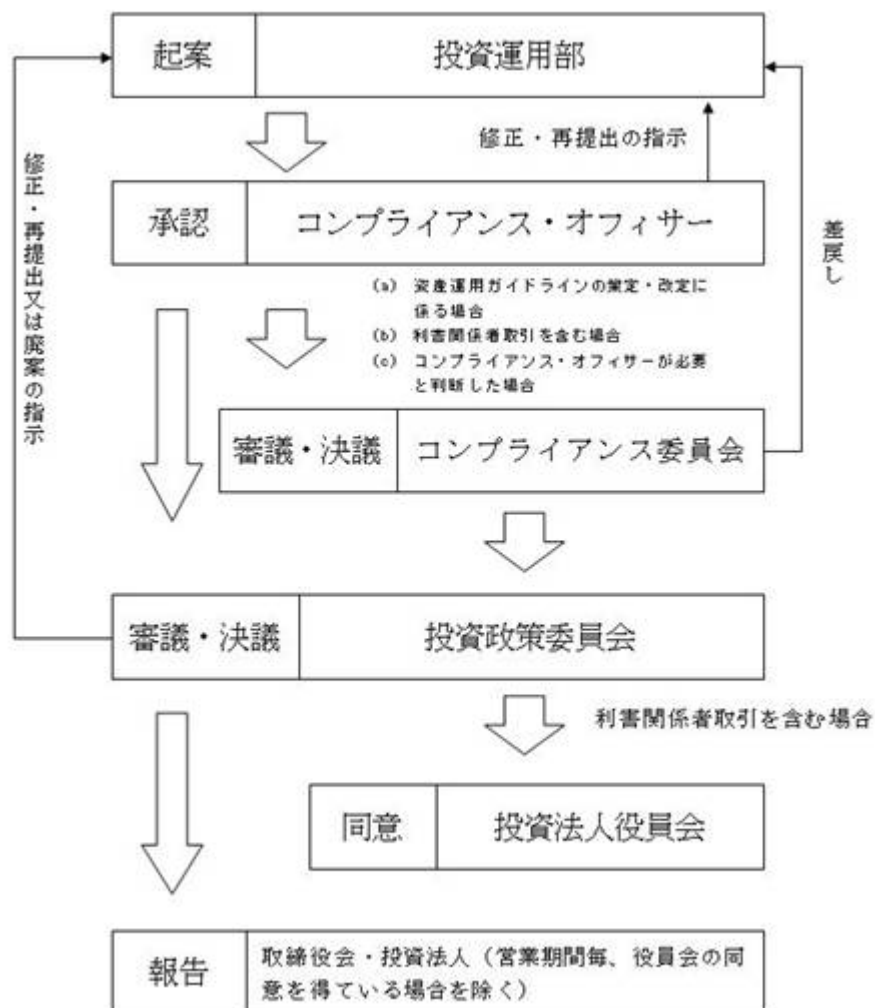 起案 投資運用部
修正・再提出の指示
承認 コンプライアンス・オフィサー
(a) 資産運用ガイドラインの策定・改定に
係る場合
(b) 利害関係者取引を含む場合
(c) コンプライアンス・オフィサーが必要
と判断した場合
審議・決議 コンプライアンス委員会
差戻し
修正・再提出又は廃案の指示
審議・決議 投資政策委員会
利害関係者取引を含む場合
同意 投資法人役員会
報告 取締役会・投資法人（営業期間毎、役員会の同
意を得ている場合を除く）